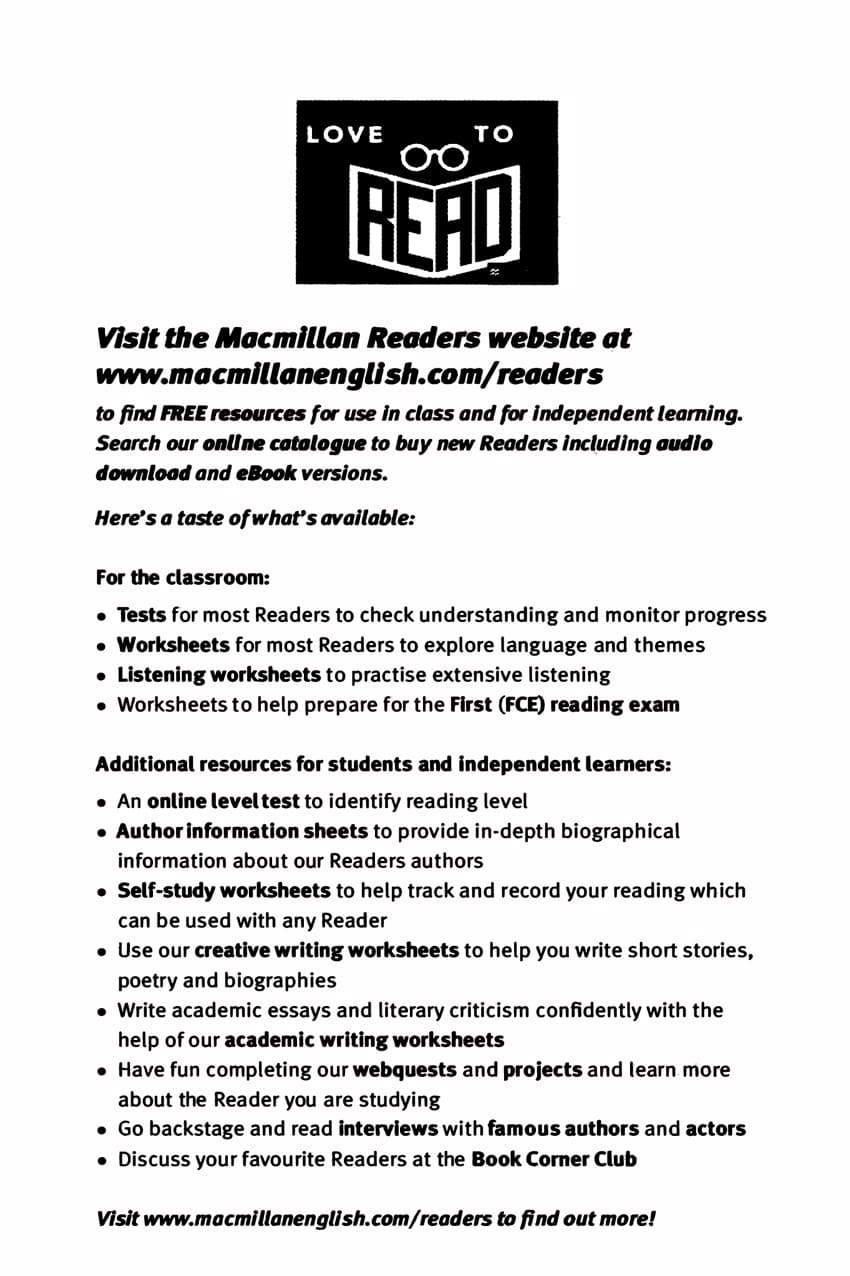 LOVE TO
READ
Visit the Macmillan Readers website at
www.macmillanenglish.com/readers
to find FREE resources for use in class and for independent learning.
Search our online catalogue to buy new Readers including audio
download and eBook versions.
Here's a taste of what's available:
For the classroom:
• Tests for most Readers to check understanding and monitor progress
• Worksheets for most Readers to explore language and themes
• Listening worksheets to practise extensive listening
• Worksheets to help prepare for the First (FCE) reading exam
Additional resources for students and independent learners:
• An online level test to identify reading level
• Author information sheets to provide in-depth biographical
information about our Readers authors
• Self-study worksheets to help track and record your reading which
can be used with any Reader
• Use our creative writing worksheets to help you write short stories,
poetry and biographies
• Write academic essays and literary criticism confidently with the
help of our academic writing worksheets
• Have fun completing our webquests and projects and learn more
about the Reader you are studying
• Go backstage and read interviews with famous authors and actors
• Discuss your favourite Readers at the Book Corner Club
Visit www.macmillanenglish.com/readers to find out more!